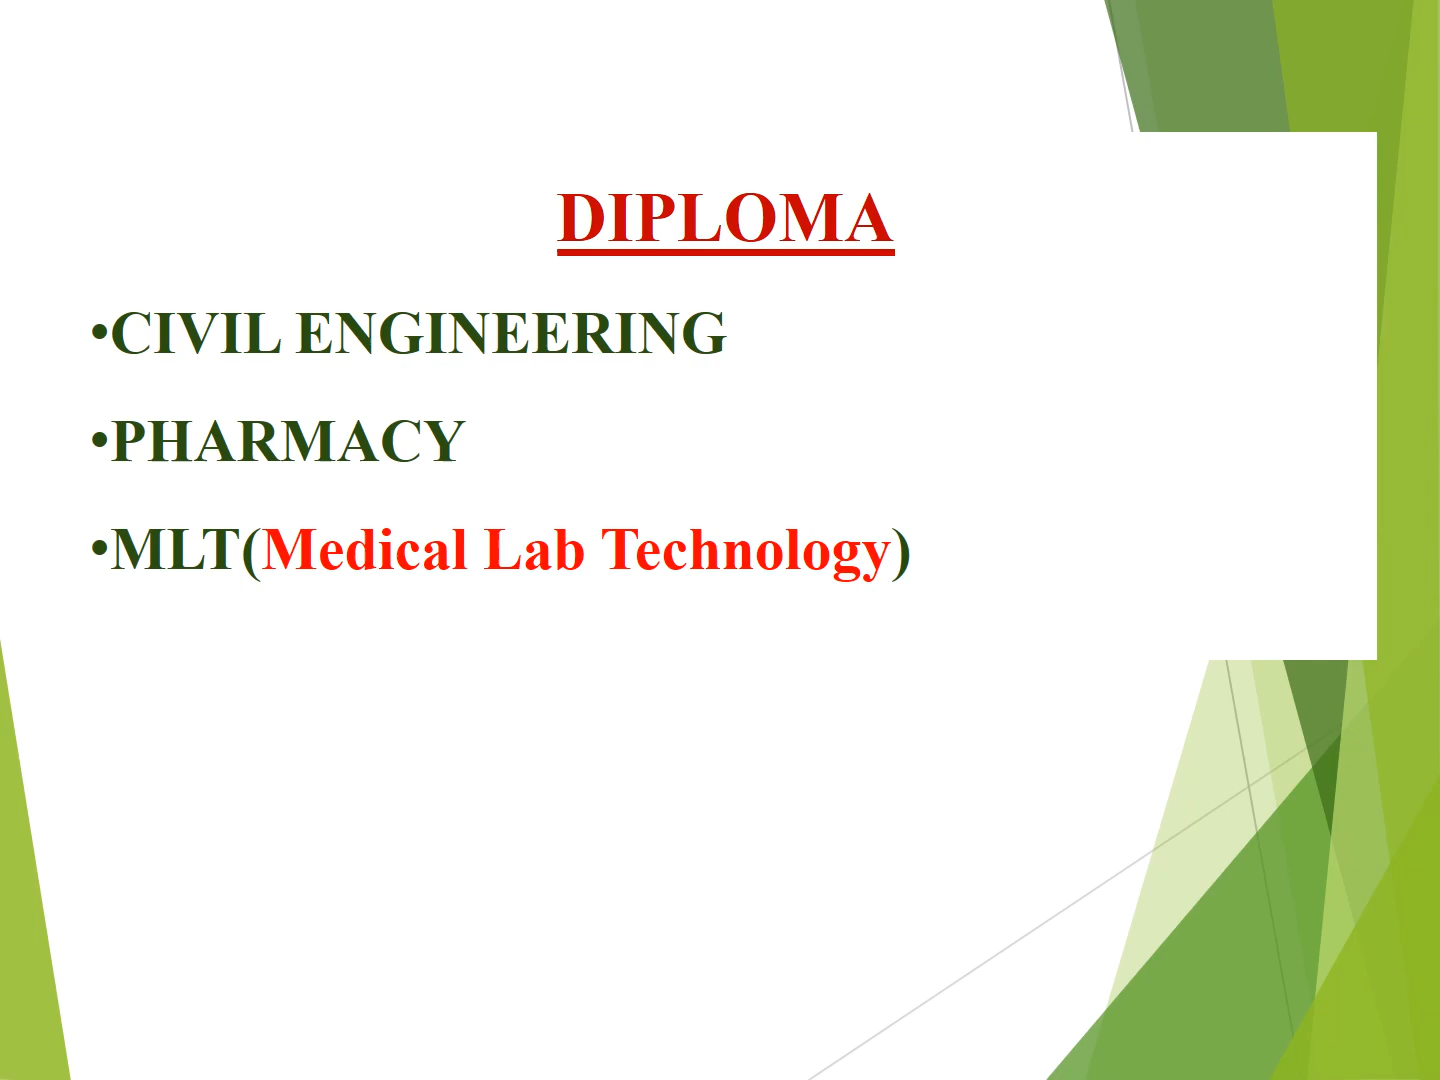 DIPLOMA
•CIVIL ENGINEERING
•PHARMACY
•MLT(Medical Lab Technology)